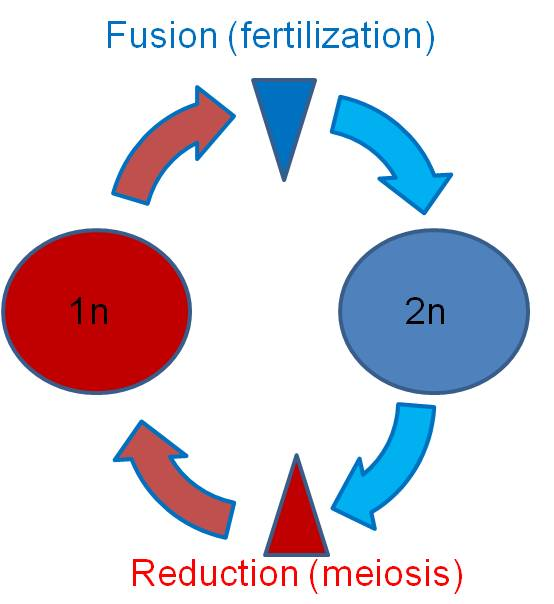 Fusion (fertilization)
1n
2n
Reduction (meiosis)